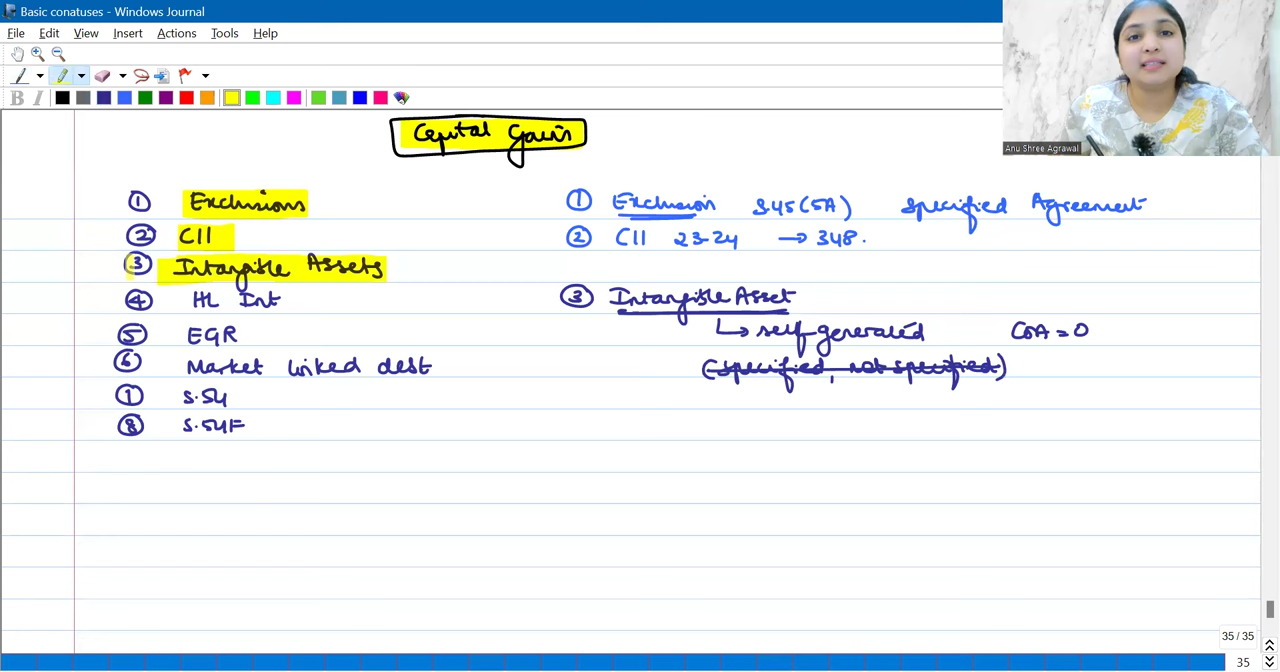 Basic conatuses - Windows Journal
File Edit View Insert Actions Tools Help
B I
Anu Shree Agrawal
Capital Gain
① Exclusions
② CII
③ Intangible Assets
④ HL Int
⑤ EGR
⑥ Market linked debt
① S.54
⑧ S.54F
① Exclusion S.45(5A) specified Agreement
② CII 23-24 → 348.
③ Intangible Asset
↳ self generated COA = 0
(specified, not specified)
35 / 35
35